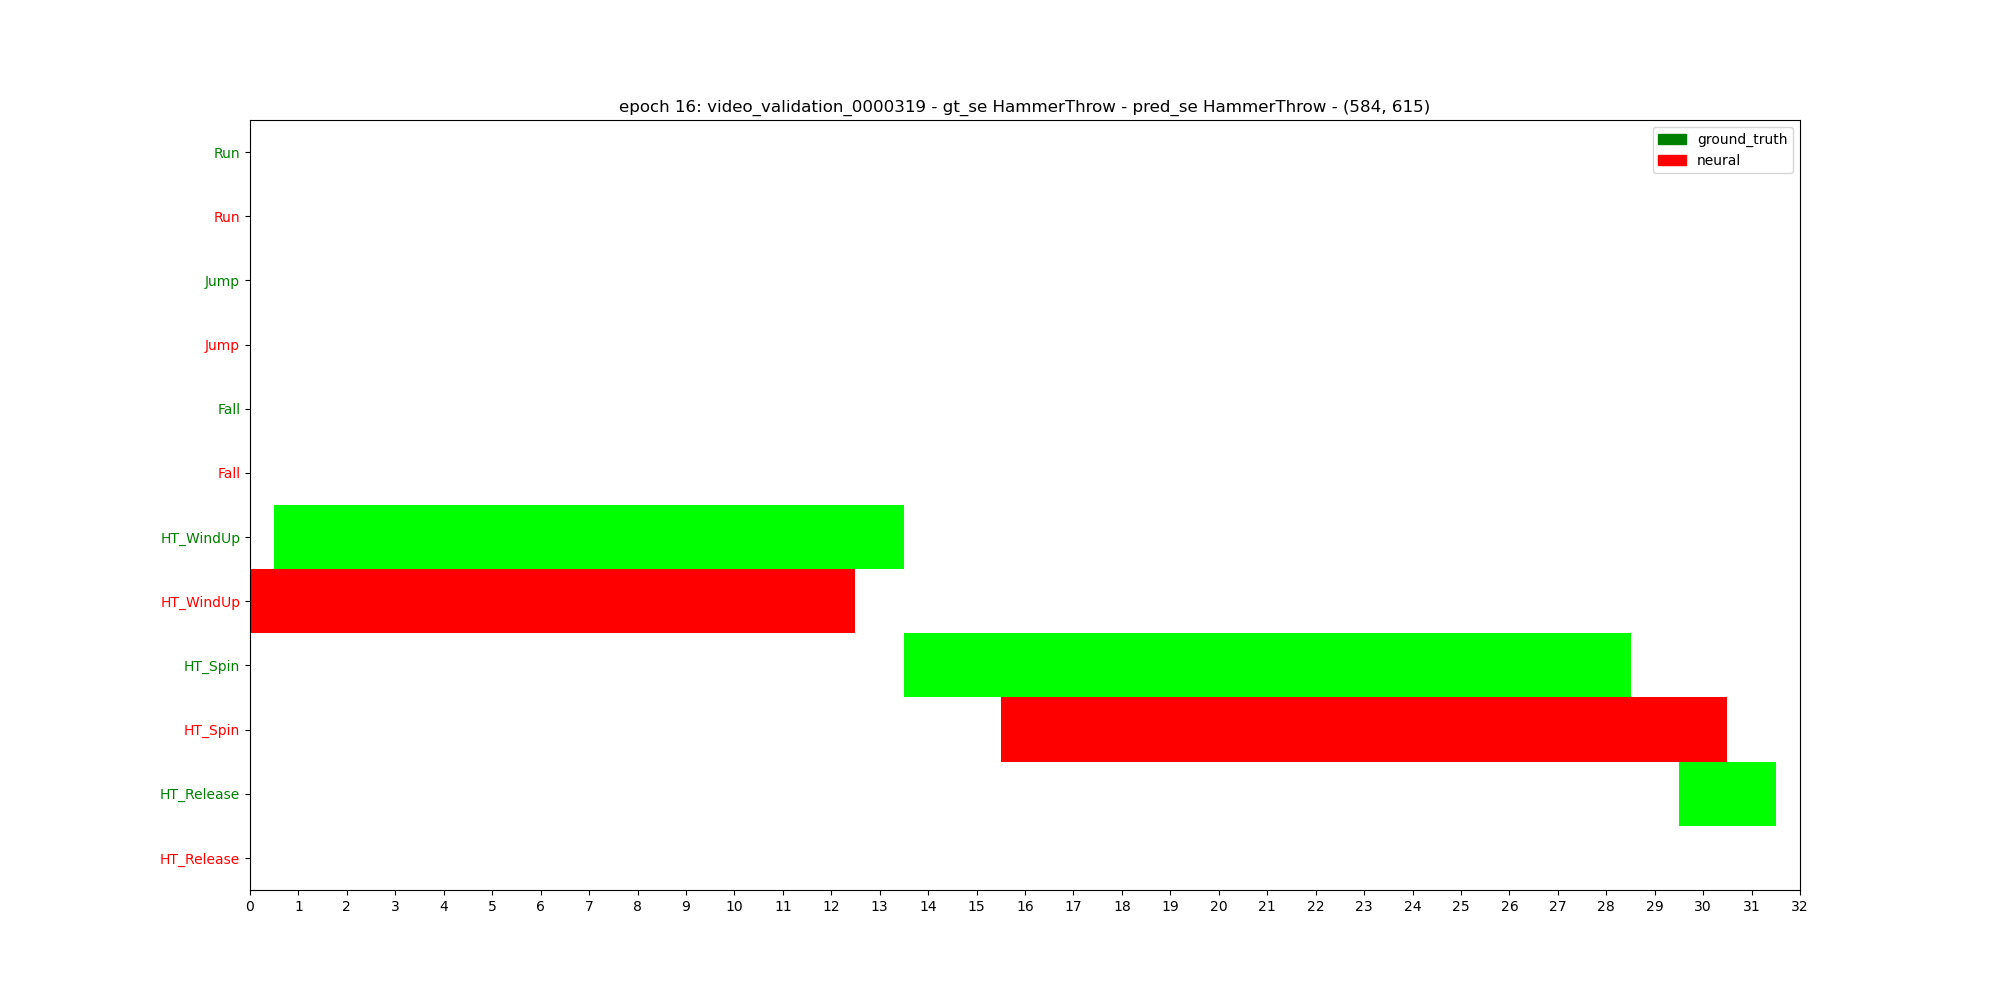 epoch 16: video_validation_0000319 - gt_se HammerThrow - pred_se HammerThrow - (584, 615)
ground_truth
neural
Run
Run
Jump
Jump
Fall
Fall
HT_WindUp
HT_WindUp
HT_Spin
HT_Spin
HT_Release
HT_Release
0 1 2 3 4 5 6 7 8 9 10 11 12 13 14 15 16 17 18 19 20 21 22 23 24 25 26 27 28 29 30 31 32